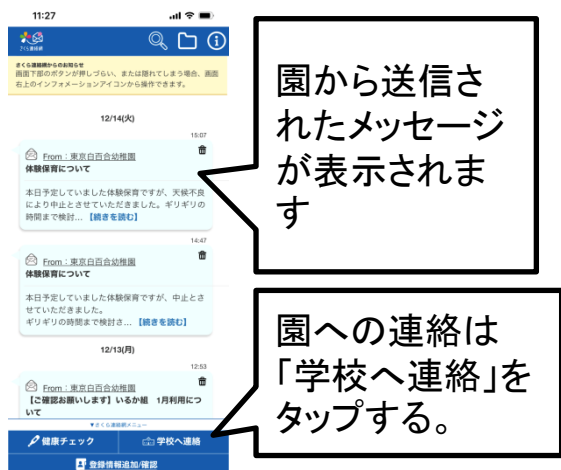 11:27
さくら連絡網
さくら連絡網からのお知らせ
画面下部のボタンが押しづらい、または隠れてしまう場合、画面
右上のインフォメーションアイコンから操作できます。
12/14(火)
15:07
From：東京白百合幼稚園
体験保育について
本日予定していました体験保育ですが、天候不良
により中止とさせていただきました。ギリギリの
時間まで検討... 【続きを読む】
14:47
From：東京白百合幼稚園
体験保育について
本日予定していました体験保育ですが、中止とさ
せていただきました。
ギリギリの時間まで検討さ... 【続きを読む】
12/13(月)
12:53
From：東京白百合幼稚園
【ご確認お願いします】いるか組　1月利用につ
いて
▼さくら連絡網メニュー
健康チェック
学校へ連絡
登録情報追加/確認
園から送信さ
れたメッセージ
が表示されま
す
園への連絡は
「学校へ連絡」を
タップする。